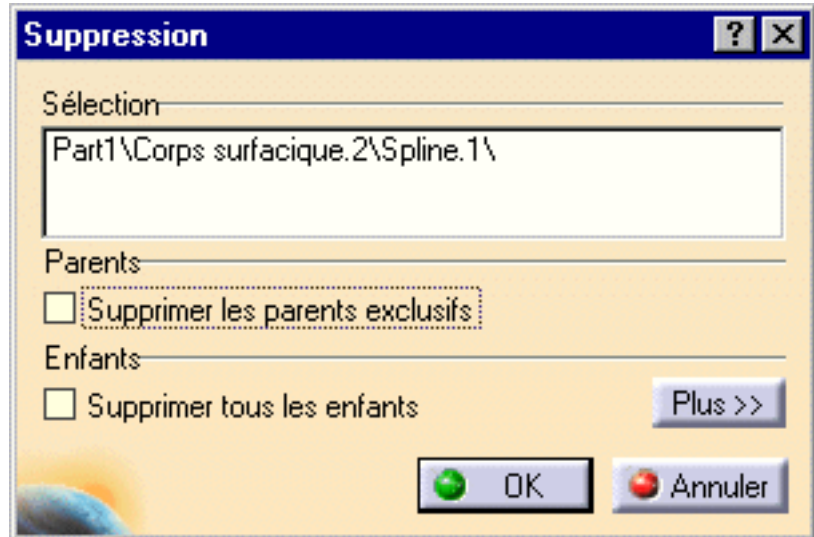 Suppression
Sélection
Part1\Corps surfacique.2\Spline.1\
Parents
Supprimer les parents exclusifs
Enfants
Supprimer tous les enfants
Plus >>
OK
Annuler